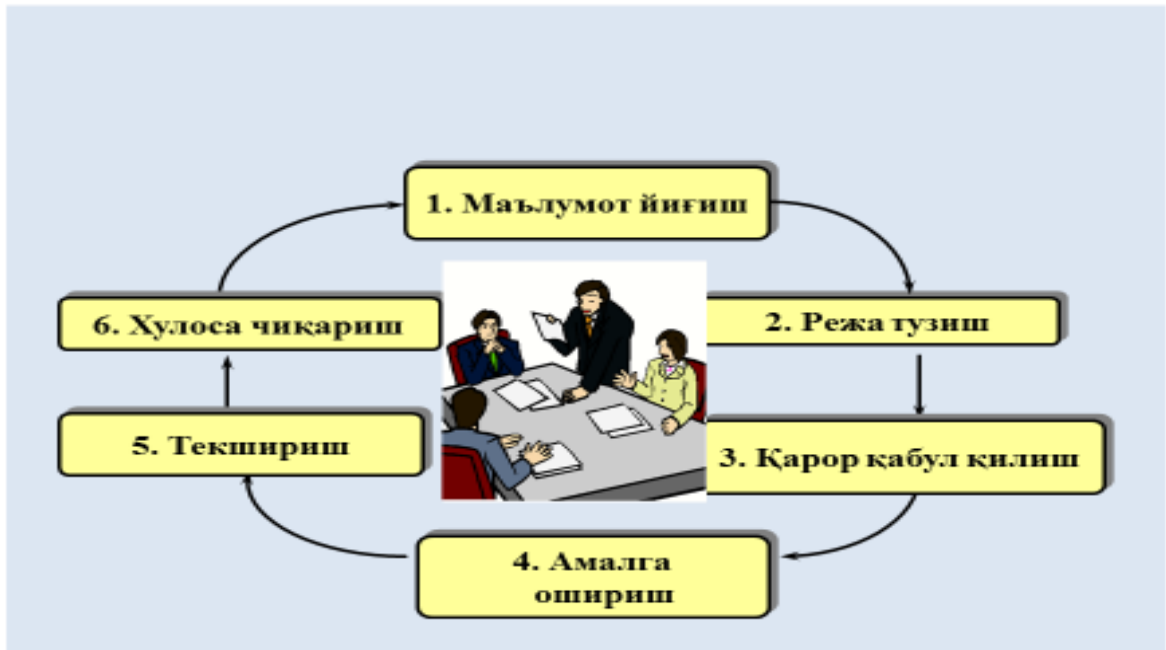 1. Маълумот йиғиш
2. Режа тузиш
3. Қарор қабул қилиш
4. Амалга
ошириш
5. Текшириш
6. Хулоса чиқариш